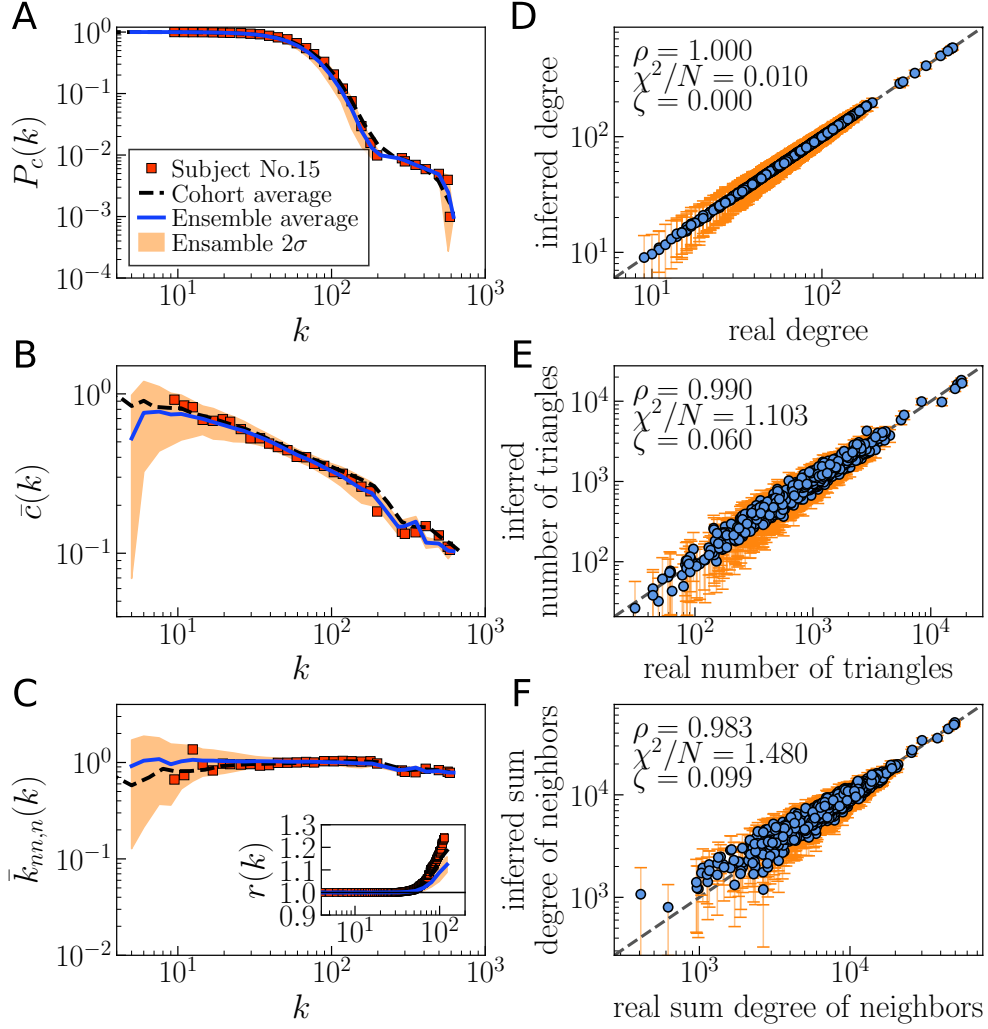 A
P_c(k)
10^0
10^{-1}
10^{-2}
10^{-3}
10^{-4}
Subject No.15
Cohort average
Ensemble average
Ensamble 2σ
10^1 10^2 10^3
k
B
c̄(k)
10^0
10^{-1}
10^1 10^2 10^3
k
C
k̄_{nn,n}(k)
10^0
10^{-1}
10^{-2}
r(k)
1.3
1.2
1.1
1.0
0.9
10^1 10^2
10^1 10^2 10^3
k
D
inferred degree
ρ = 1.000
χ²/N = 0.010
ζ = 0.000
10^2
10^1
10^1 10^2
real degree
E
inferred
number of triangles
ρ = 0.990
χ²/N = 1.103
ζ = 0.060
10^4
10^3
10^2
10^2 10^3 10^4
real number of triangles
F
inferred sum
degree of neighbors
ρ = 0.983
χ²/N = 1.480
ζ = 0.099
10^4
10^3
10^3 10^4
real sum degree of neighbors